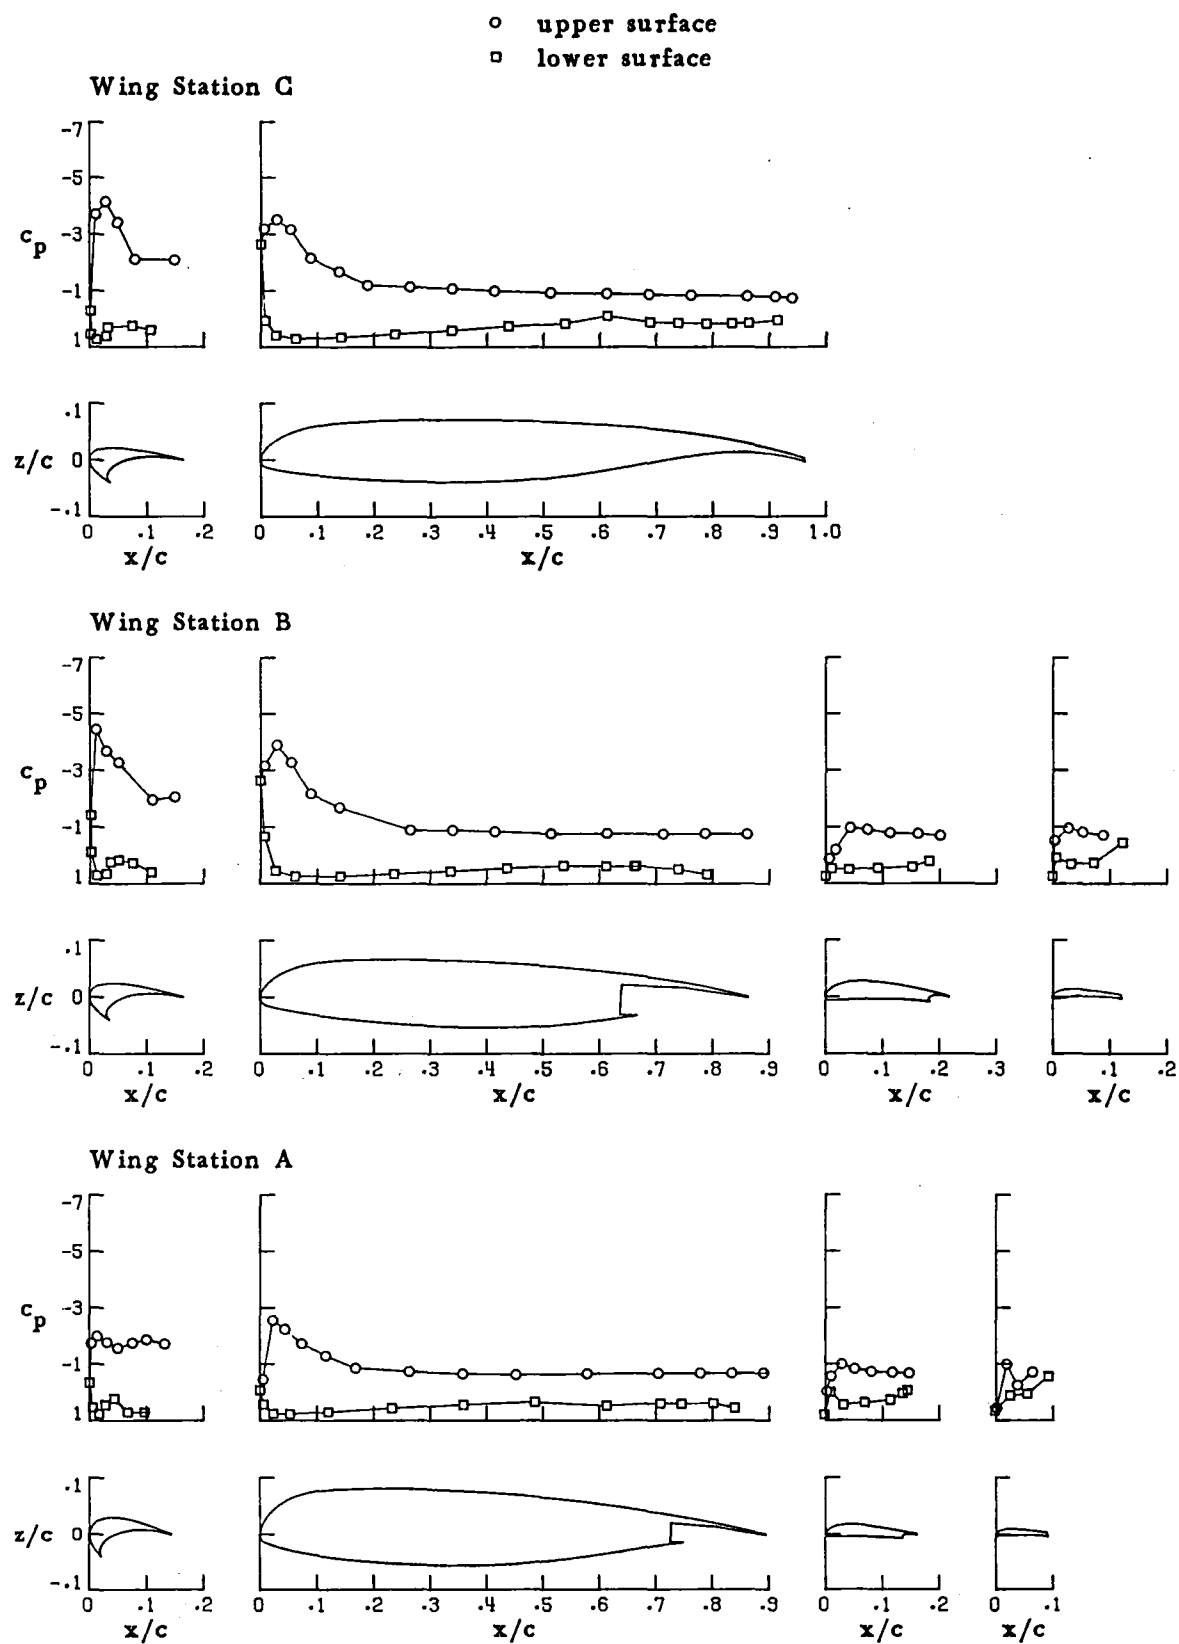 upper surface
lower surface
Wing Station C
-7
-5
c_p -3
-1
1
.1
z/c 0
-.1
0 .1 .2 0 .1 .2 .3 .4 .5 .6 .7 .8 .9 1.0
x/c x/c
Wing Station B
-7
-5
c_p -3
-1
1
.1
z/c 0
-.1
0 .1 .2 0 .1 .2 .3 .4 .5 .6 .7 .8 .9 0 .1 .2 .3 0 .1 .2
x/c x/c x/c x/c
Wing Station A
-7
-5
c_p -3
-1
1
.1
z/c 0
-.1
0 .1 .2 0 .1 .2 .3 .4 .5 .6 .7 .8 .9 0 .1 .2 0 .1
x/c x/c x/c x/c